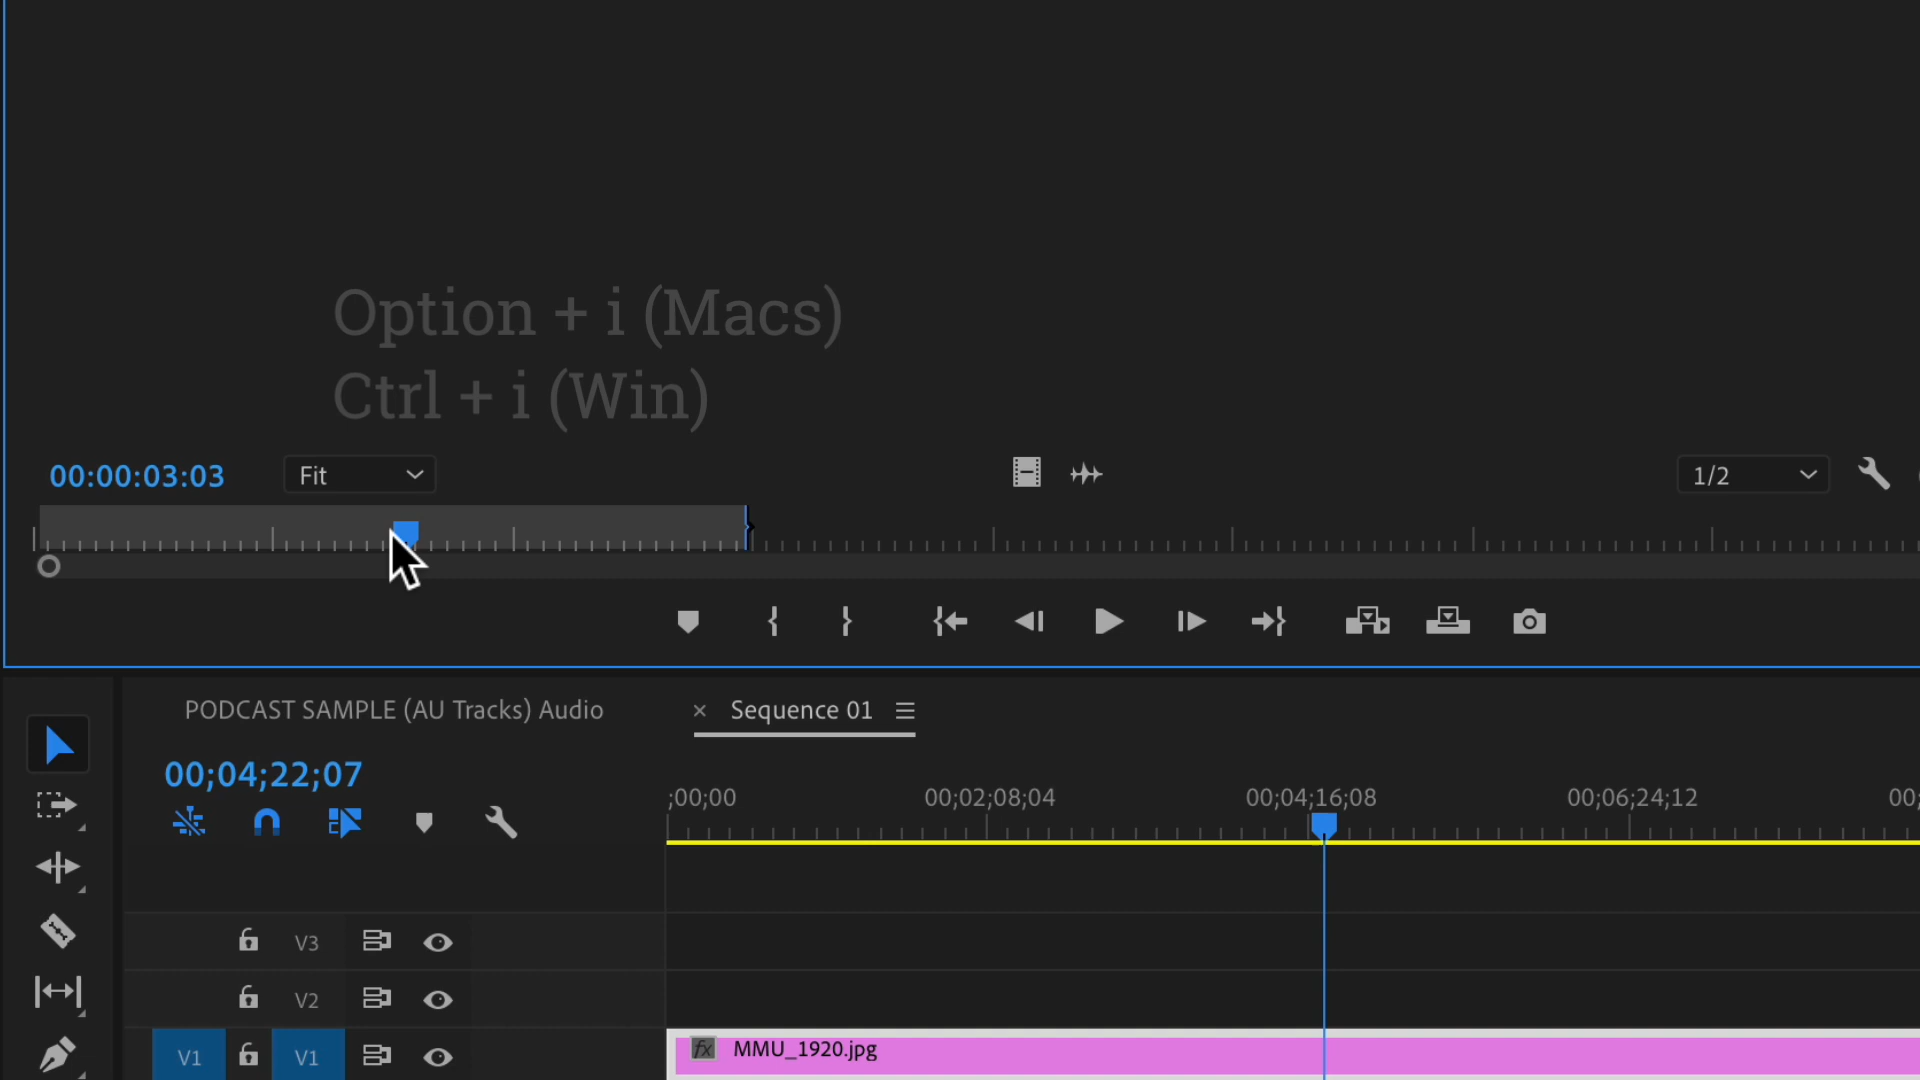 Option + i (Macs)
Ctrl + i (Win)
00:00:03:03
Fit
1/2
PODCAST SAMPLE (AU Tracks) Audio
× Sequence 01
00;04;22;07
;00;00
00;02;08;04
00;04;16;08
00;06;24;12
00;
V3
V2
V1
V1
fx MMU_1920.jpg